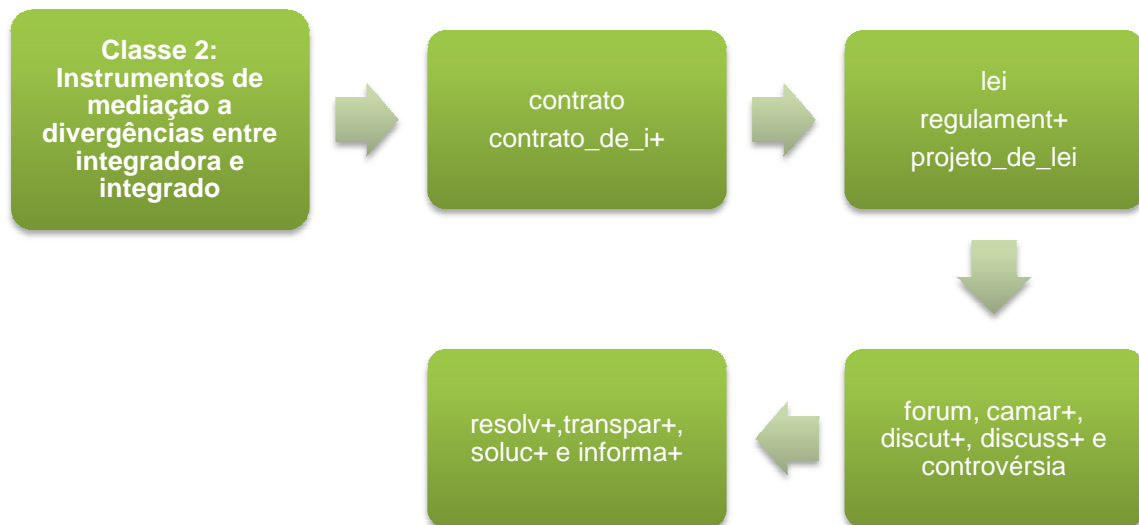 Classe 2:
Instrumentos de
mediação a
divergências entre
integradora e
integrado
contrato
contrato_de_i+
lei
regulament+
projeto_de_lei
forum, camar+,
discut+, discuss+ e
controvérsia
resolv+,transpar+,
soluc+ e informa+